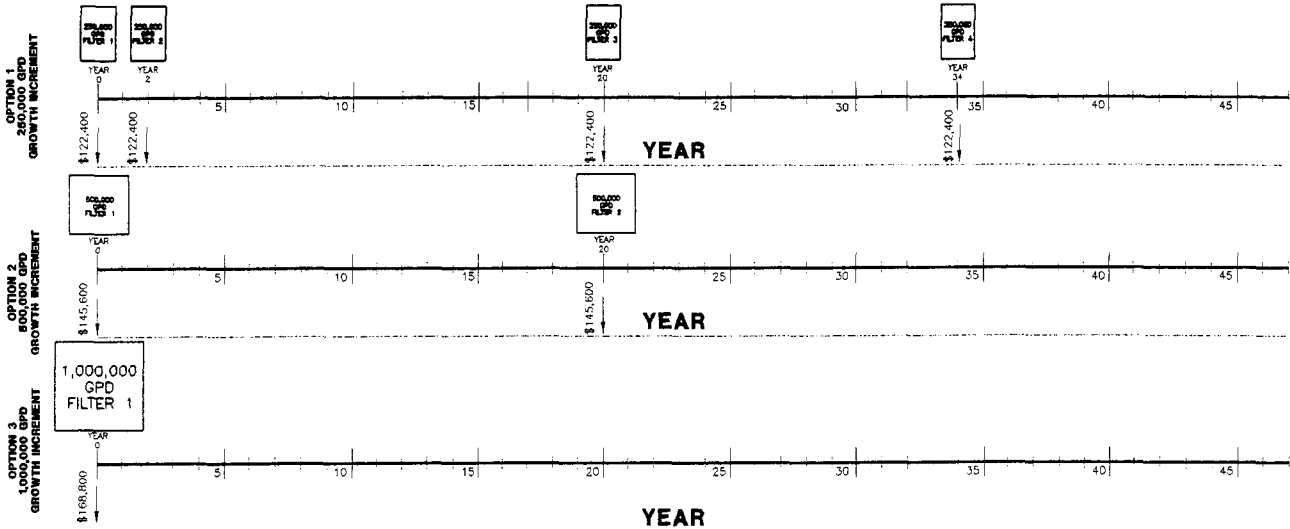 OPTION 1
250,000 GPD
GROWTH INCREMENT
250,000
GPD
FILTER 1
250,000
GPD
FILTER 2
250,000
GPD
FILTER 3
250,000
GPD
FILTER 4
YEAR
0
YEAR
2
YEAR
20
YEAR
34
5
10
15
20
25
30
35
40
45
$122,400
$122,400
$122,400
$122,400
YEAR
OPTION 2
500,000 GPD
GROWTH INCREMENT
500,000
GPD
FILTER 1
500,000
GPD
FILTER 2
YEAR
0
YEAR
20
5
10
15
20
25
30
35
40
45
$145,600
$145,600
YEAR
OPTION 3
1,000,000 GPD
GROWTH INCREMENT
1,000,000
GPD
FILTER 1
YEAR
0
5
10
15
20
25
30
35
40
45
$168,800
YEAR